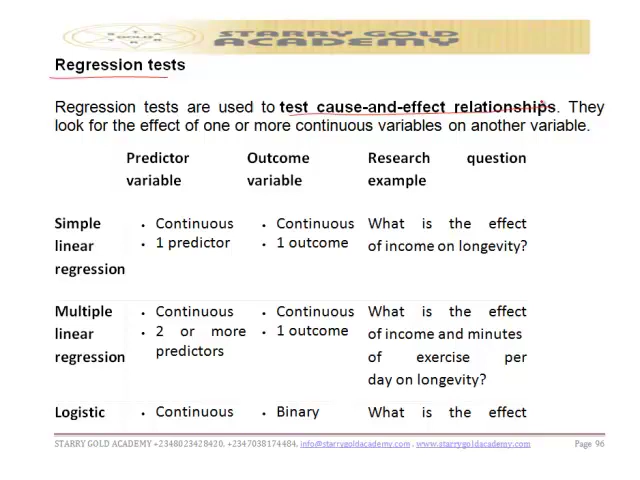 STARRY GOLD
ACADEMY
Regression tests
Regression tests are used to test cause-and-effect relationships. They
look for the effect of one or more continuous variables on another variable.
Predictor Outcome Research question
variable variable example
Simple • Continuous • Continuous What is the effect
linear • 1 predictor • 1 outcome of income on longevity?
regression
Multiple • Continuous • Continuous What is the effect
linear • 2 or more • 1 outcome of income and minutes
regression predictors of exercise per
day on longevity?
Logistic • Continuous • Binary What is the effect
STARRY GOLD ACADEMY +2348023428420, +2347038174484, info@starrygoldacademy.com , www.starrygoldacademy.com Page 96